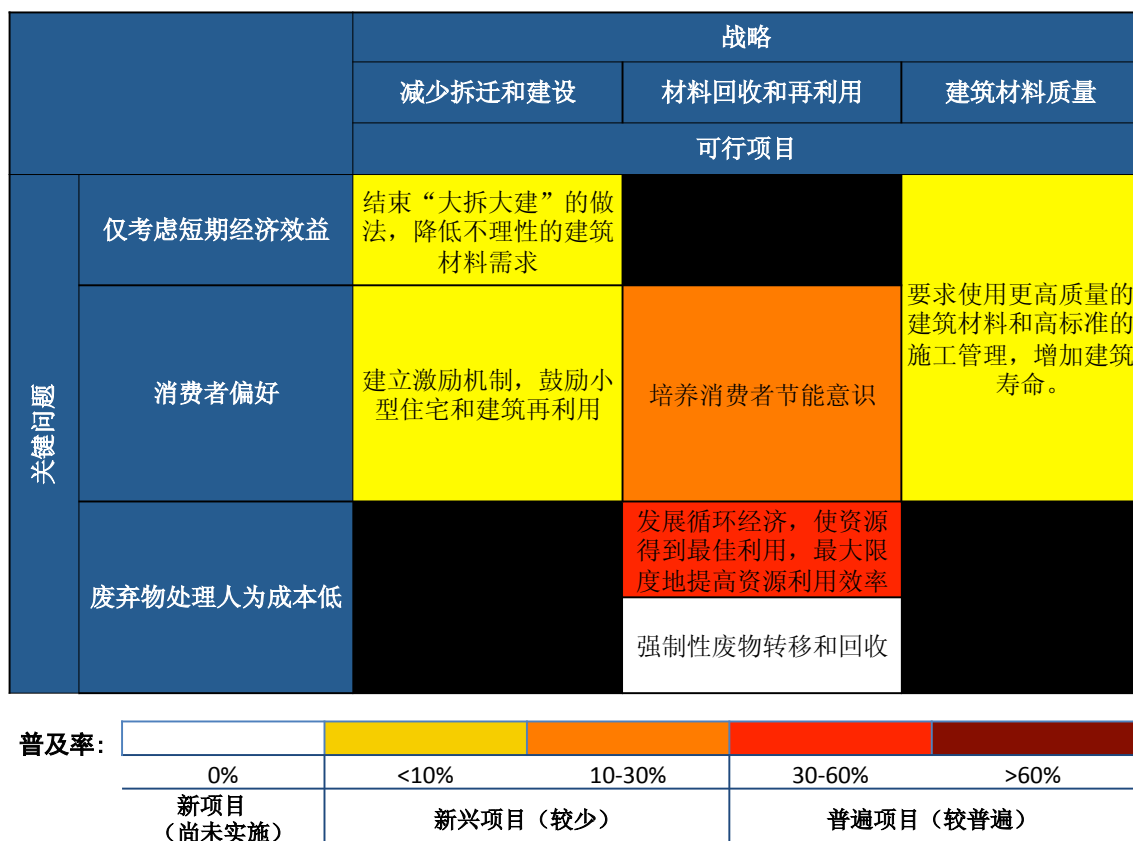 战略
减少拆迁和建设
材料回收和再利用
建筑材料质量
可行项目
关键问题
仅考虑短期经济效益
结束“大拆大建”的做
法，降低不理性的建筑
材料需求
要求使用更高质量的
建筑材料和高标准的
施工管理，增加建筑
寿命。
消费者偏好
建立激励机制，鼓励小
型住宅和建筑再利用
培养消费者节能意识
废弃物处理人为成本低
发展循环经济，使资源
得到最佳利用，最大限
度地提高资源利用效率
强制性废物转移和回收
普及率：
0%
<10%
10-30%
30-60%
>60%
新项目
（尚未实施）
新兴项目（较少）
普遍项目（较普遍）